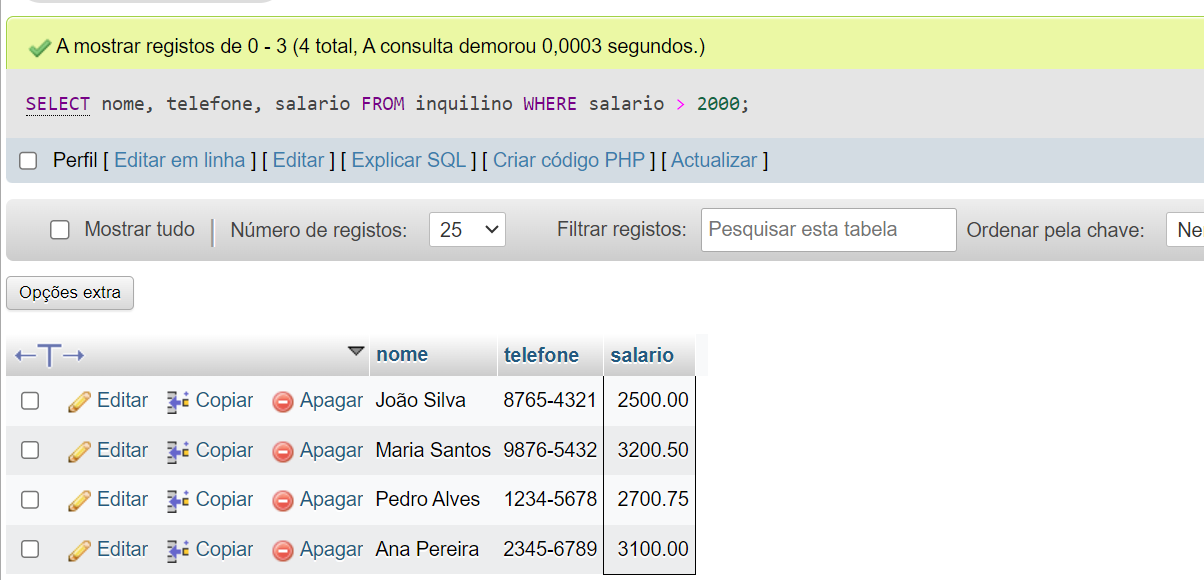 A mostrar registos de 0 - 3 (4 total, A consulta demorou 0,0003 segundos.)
SELECT nome, telefone, salario FROM inquilino WHERE salario > 2000;
Perfil [ Editar em linha ] [ Editar ] [ Explicar SQL ] [ Criar código PHP ] [ Actualizar ]
Mostrar tudo | Número de registos: 25 Filtrar registos: Pesquisar esta tabela Ordenar pela chave: Ne
Opções extra
←T→ nome telefone salario
Editar Copiar Apagar João Silva 8765-4321 2500.00
Editar Copiar Apagar Maria Santos 9876-5432 3200.50
Editar Copiar Apagar Pedro Alves 1234-5678 2700.75
Editar Copiar Apagar Ana Pereira 2345-6789 3100.00